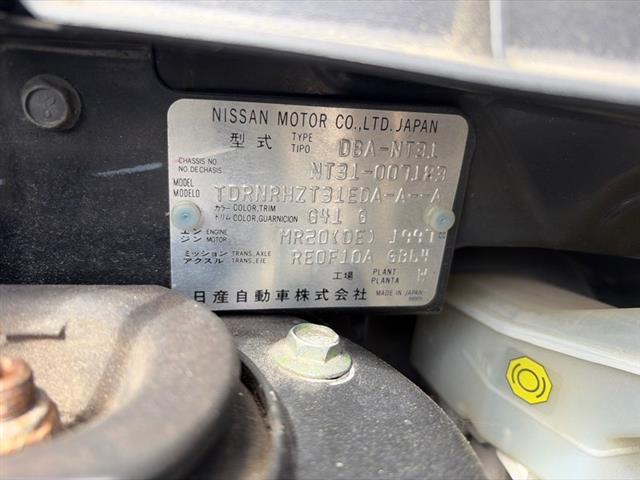 NISSAN MOTOR CO.,LTD. JAPAN
型式 TYPE TIPO DBA-NT31
CHASSIS NO NO.DECHASIS NT31-007183
MODEL MODELO TDRNRHZT31EDA-A--A
カラー COLOR,TRIM トリム COLOR,GUARNICION G41 G
エンジン ENGINE MOTOR MR20(DE) 1997 cc
ミッション TRANS,AXLE アクスル TRANS,EJE RE0F10A GBL4
工場 PLANT PLANTA W
日産自動車株式会社 MADE IN JAPAN